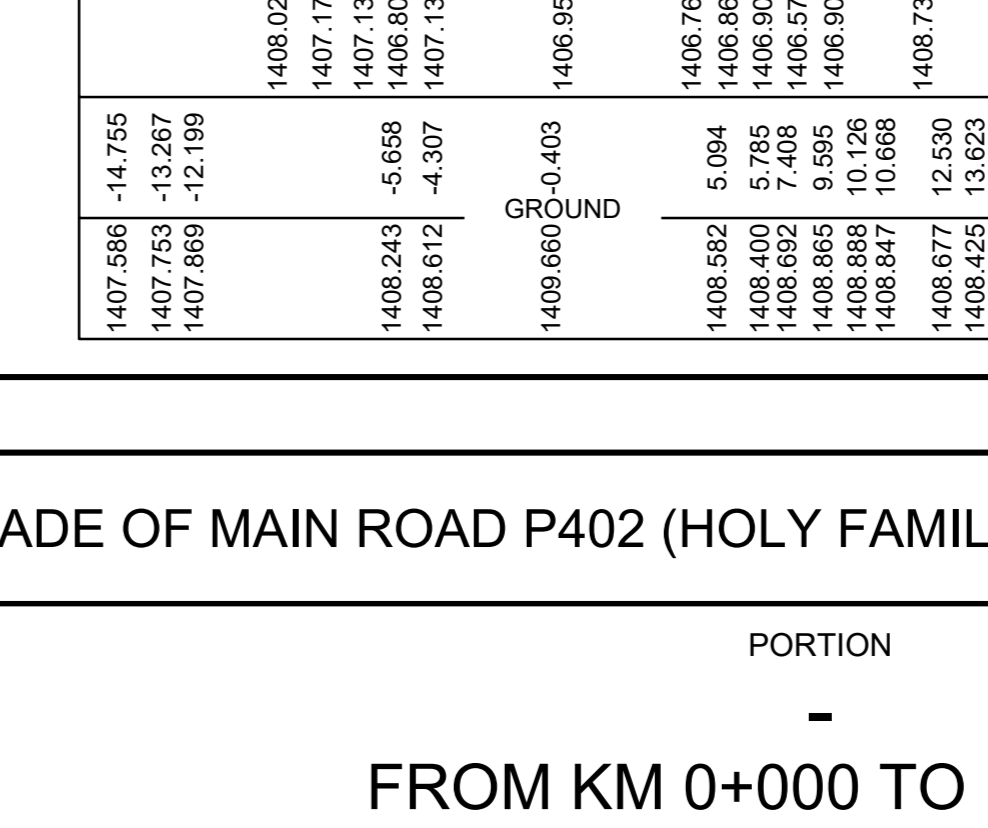 1408.02 1407.17 1407.13 1406.80 1407.13 1406.95 1406.76 1406.86 1406.90 1406.57 1406.90 1408.73
-14.755 -13.267 -12.199 -5.658 -4.307 -0.403 5.094 5.785 7.408 9.595 10.126 10.668 12.530 13.623
GROUND
1407.586 1407.753 1407.869 1408.243 1408.612 1409.660 1408.582 1408.400 1408.692 1408.865 1408.888 1408.847 1408.677 1408.425
ADE OF MAIN ROAD P402 (HOLY FAMIL
PORTION
-
FROM KM 0+000 TO